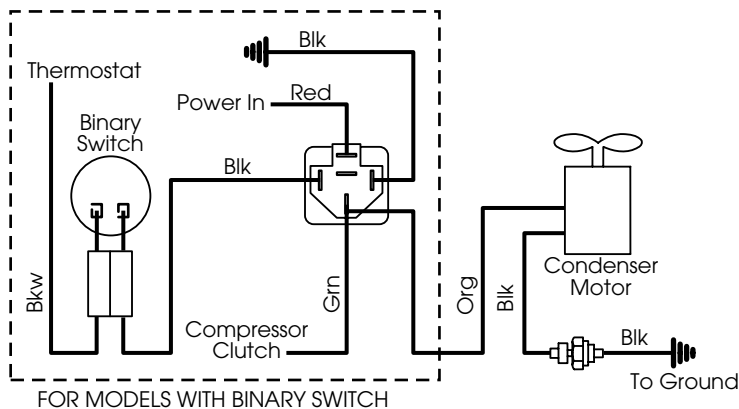 Blk
Thermostat
Power In
Red
Binary
Switch
Blk
Bkw
Grn
Compressor
Clutch
Org
Blk
Condenser
Motor
Blk
To Ground
FOR MODELS WITH BINARY SWITCH